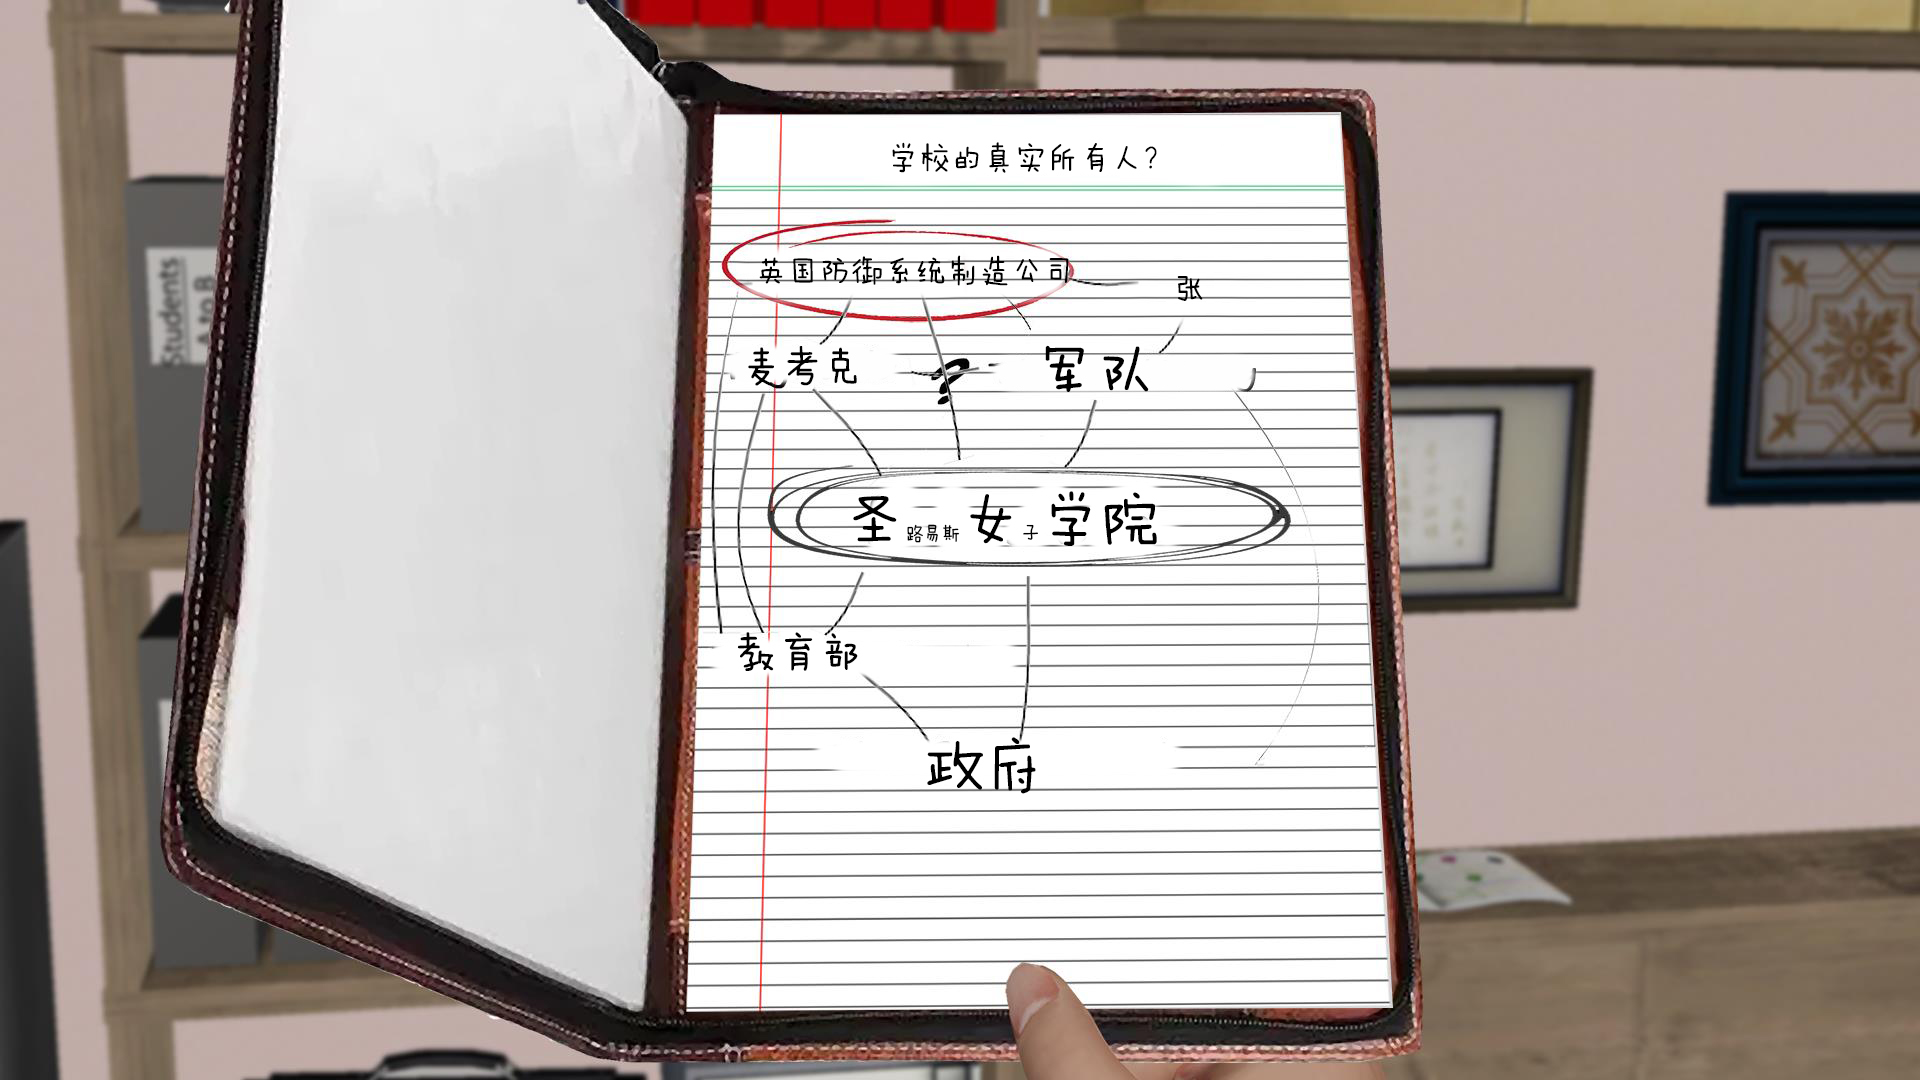 学校的真实所有人?
英国防御系统制造公司
张
麦考克
?
军队
圣路易斯女子学院
教育部
政府
Students
A to B